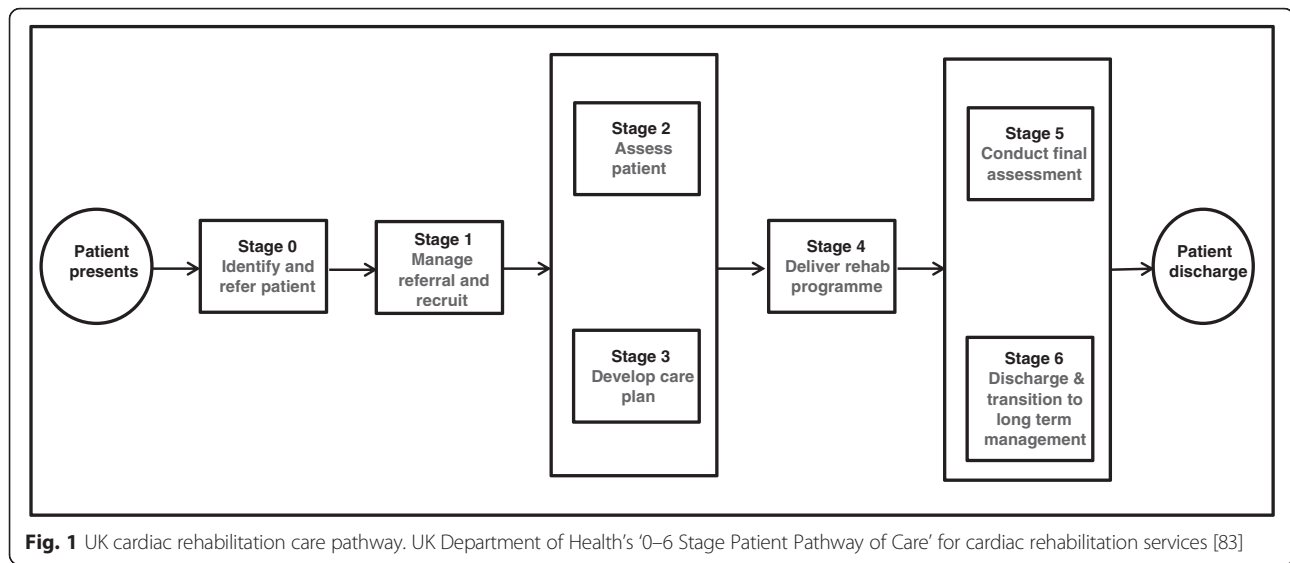 Patient
presents
Stage 0
Identify and
refer patient
Stage 1
Manage
referral and
recruit
Stage 2
Assess
patient
Stage 3
Develop care
plan
Stage 4
Deliver rehab
programme
Stage 5
Conduct final
assessment
Stage 6
Discharge &
transition to
long term
management
Patient
discharge
Fig. 1 UK cardiac rehabilitation care pathway. UK Department of Health's '0–6 Stage Patient Pathway of Care' for cardiac rehabilitation services [83]